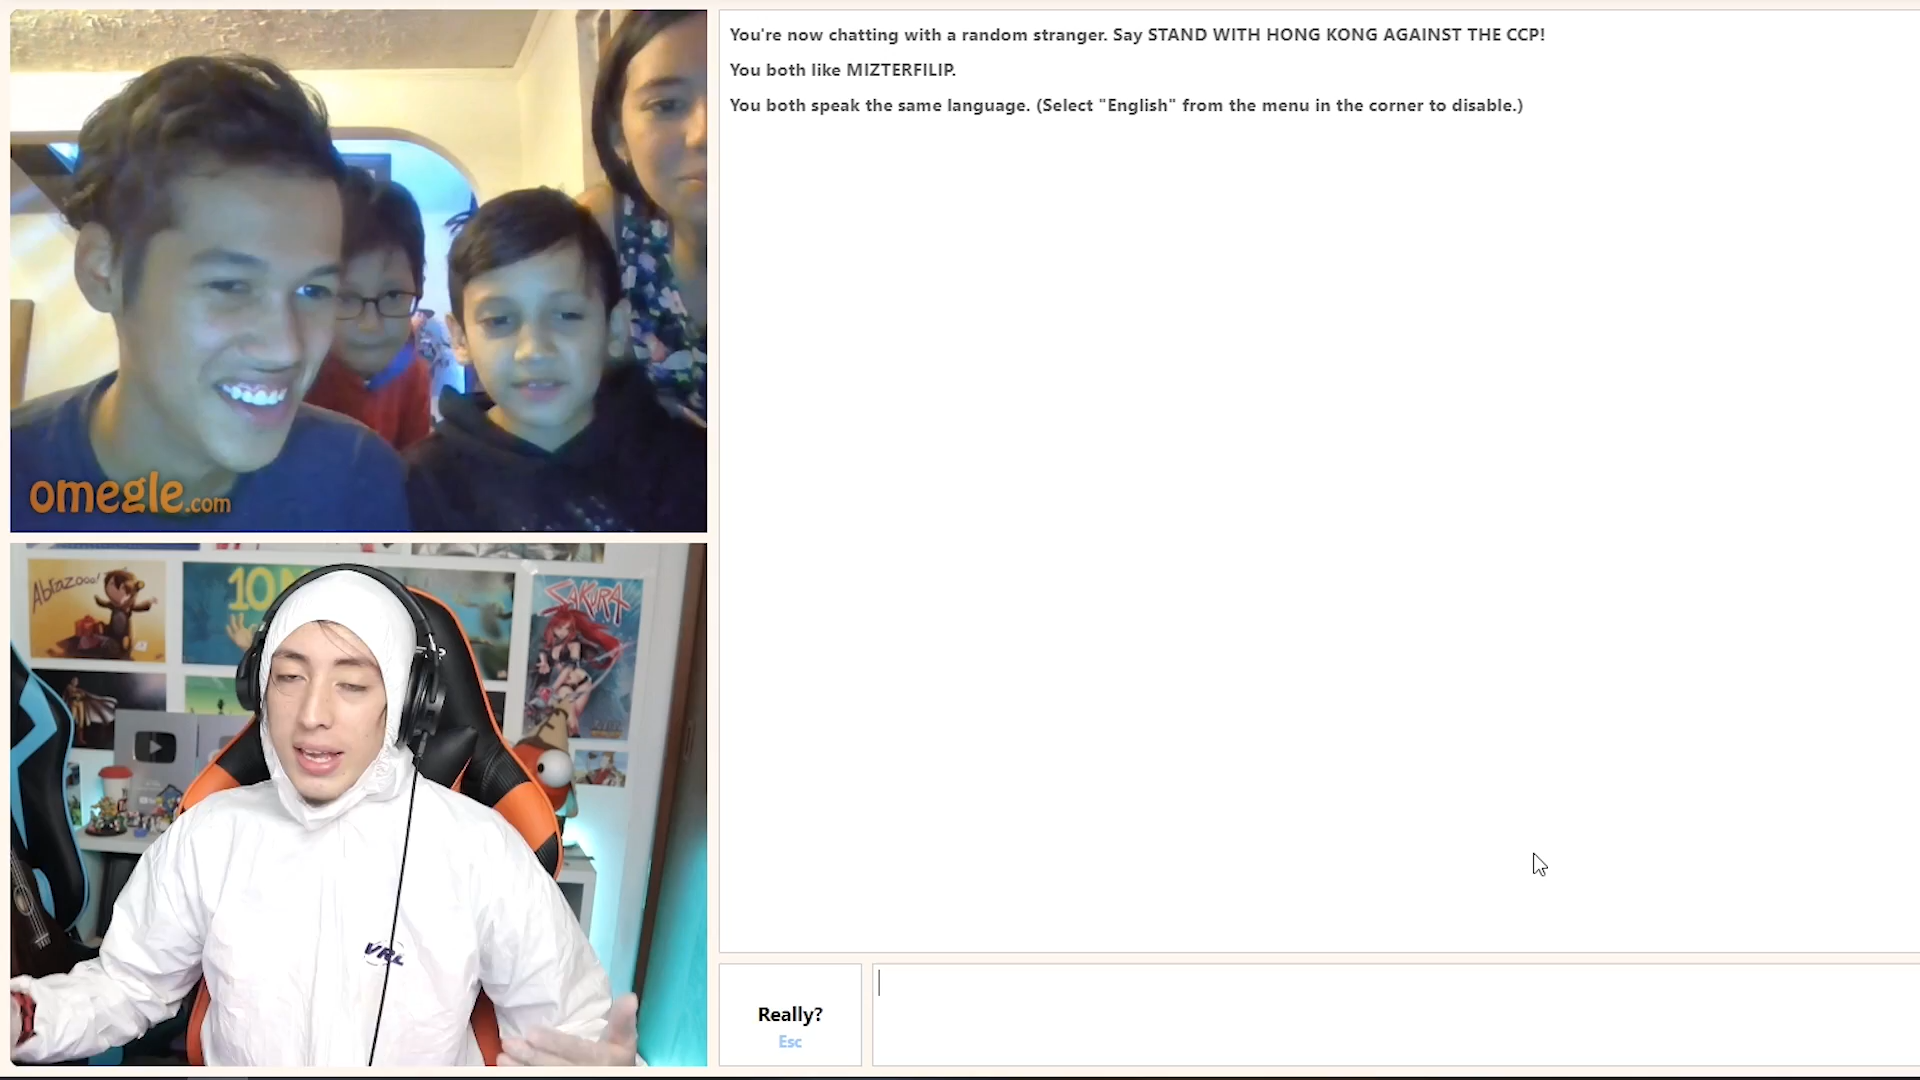 You're now chatting with a random stranger. Say STAND WITH HONG KONG AGAINST THE CCP!
You both like MIZTERFILIP.
You both speak the same language. (Select "English" from the menu in the corner to disable.)
omegle.com
Abrazooo!
10
SAKURA
VRL
Really?
Esc